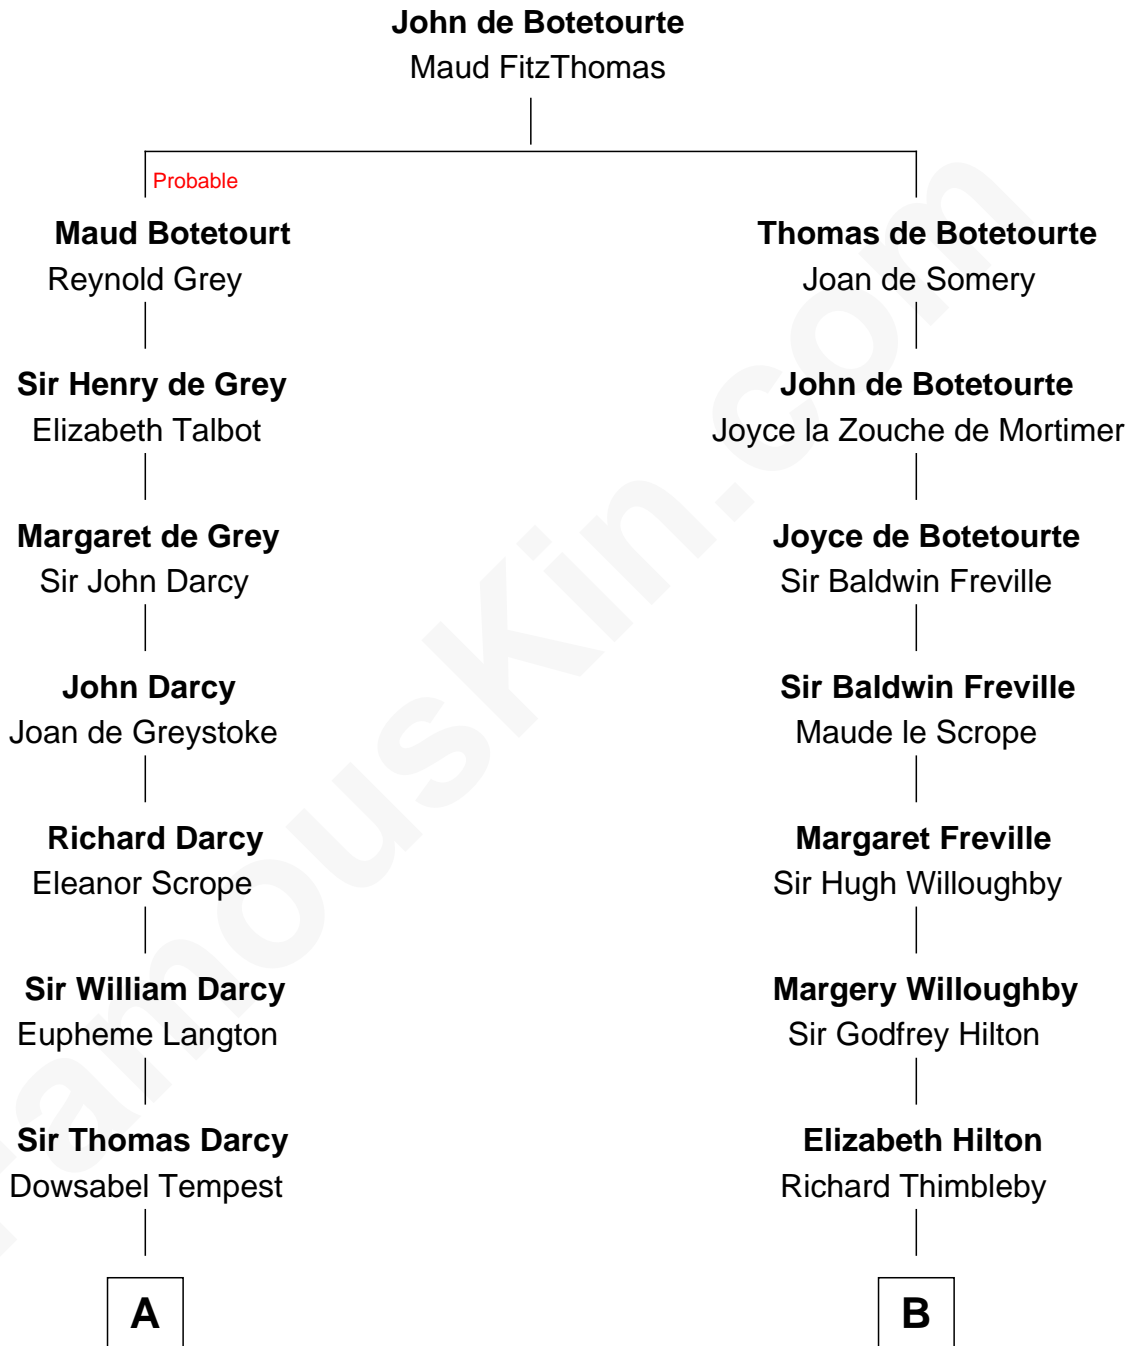 John de Botetourte
Maud FitzThomas
Probable
Maud Botetourt
Reynold Grey
Sir Henry de Grey
Elizabeth Talbot
Margaret de Grey
Sir John Darcy
John Darcy
Joan de Greystoke
Richard Darcy
Eleanor Scrope
Sir William Darcy
Eupheme Langton
Sir Thomas Darcy
Dowsabel Tempest
A
Thomas de Botetourte
Joan de Somery
John de Botetourte
Joyce la Zouche de Mortimer
Joyce de Botetourte
Sir Baldwin Freville
Sir Baldwin Freville
Maude le Scrope
Margaret Freville
Sir Hugh Willoughby
Margery Willoughby
Sir Godfrey Hilton
Elizabeth Hilton
Richard Thimbleby
B
FamousKin.com